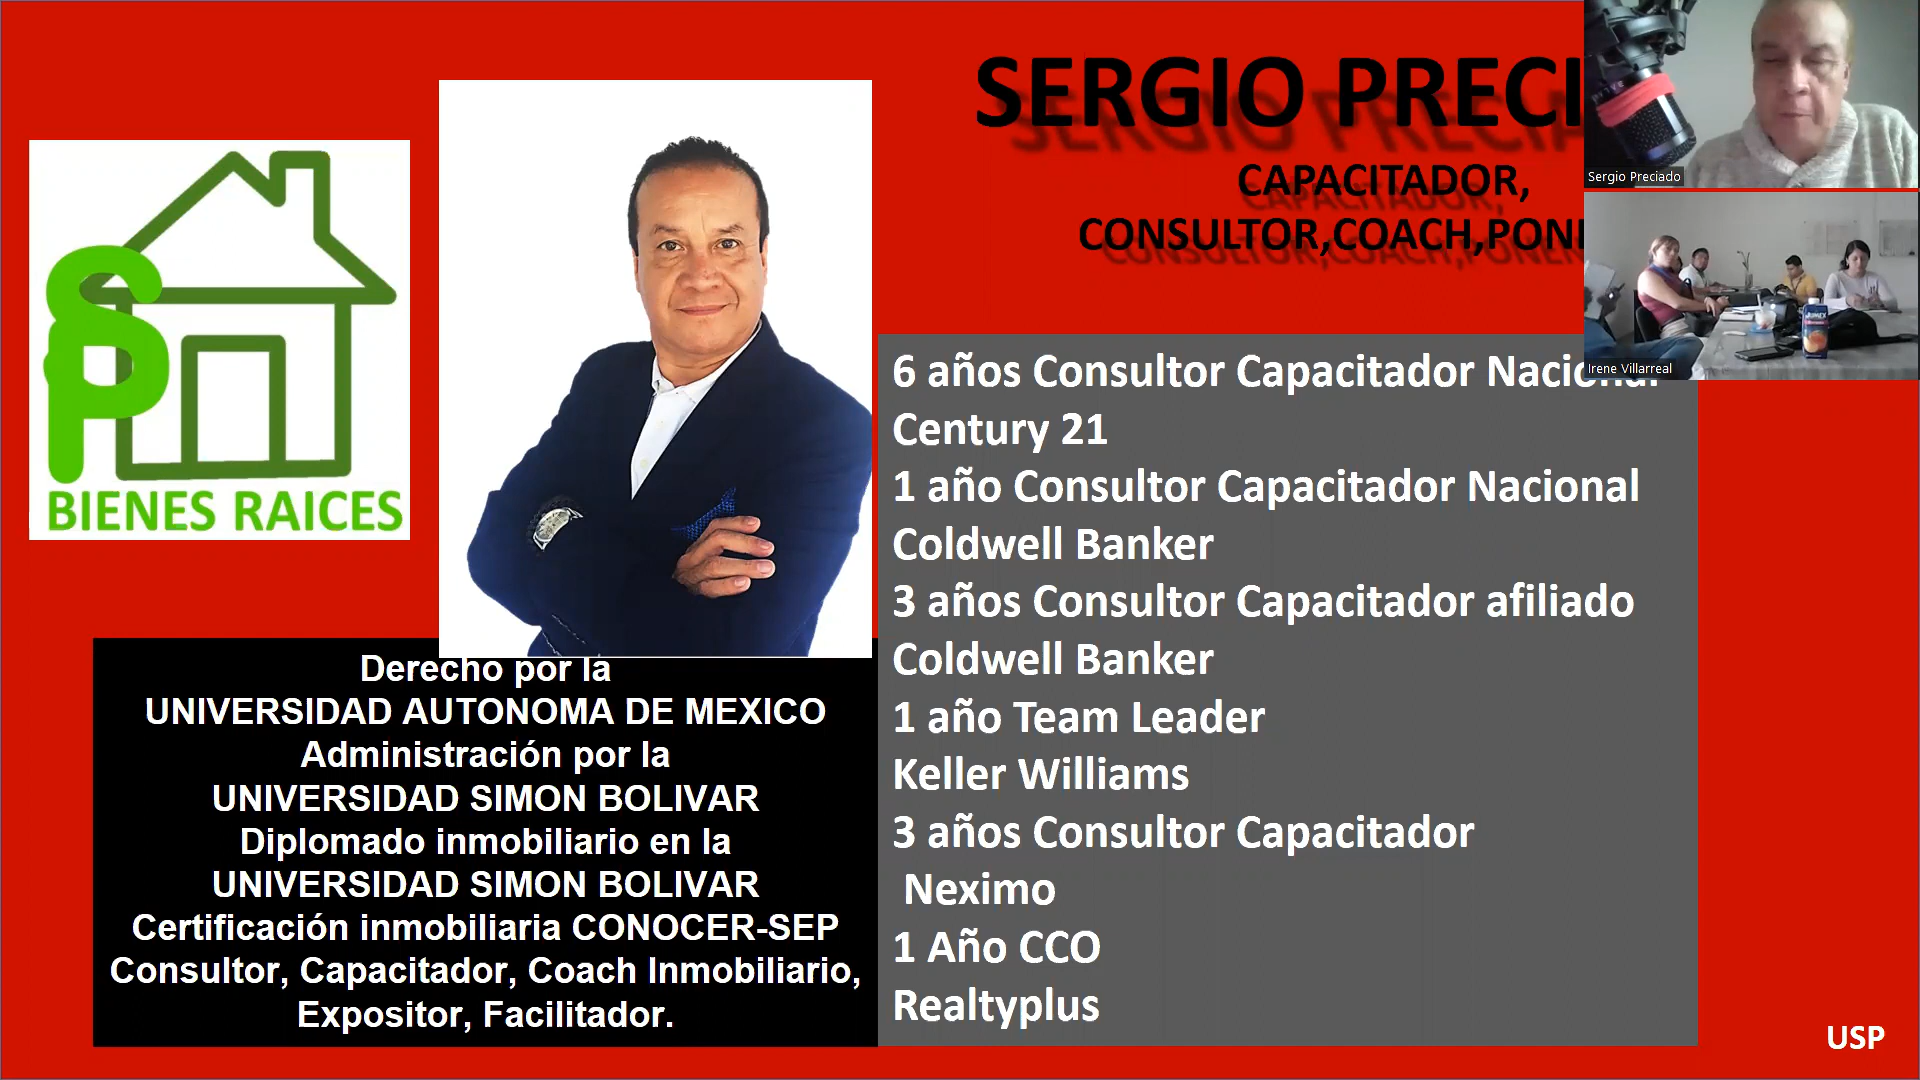 SERGIO PRECI
CAPACITADOR,
CONSULTOR,COACH,PON
Sergio Preciado
Irene Villarreal
JUMEX
SP
BIENES RAICES
6 años Consultor Capacitador Nacional
Century 21
1 año Consultor Capacitador Nacional
Coldwell Banker
3 años Consultor Capacitador afiliado
Coldwell Banker
1 año Team Leader
Keller Williams
3 años Consultor Capacitador
Neximo
1 Año CCO
Realtyplus
Derecho por la
UNIVERSIDAD AUTONOMA DE MEXICO
Administración por la
UNIVERSIDAD SIMON BOLIVAR
Diplomado inmobiliario en la
UNIVERSIDAD SIMON BOLIVAR
Certificación inmobiliaria CONOCER-SEP
Consultor, Capacitador, Coach Inmobiliario,
Expositor, Facilitador.
USP